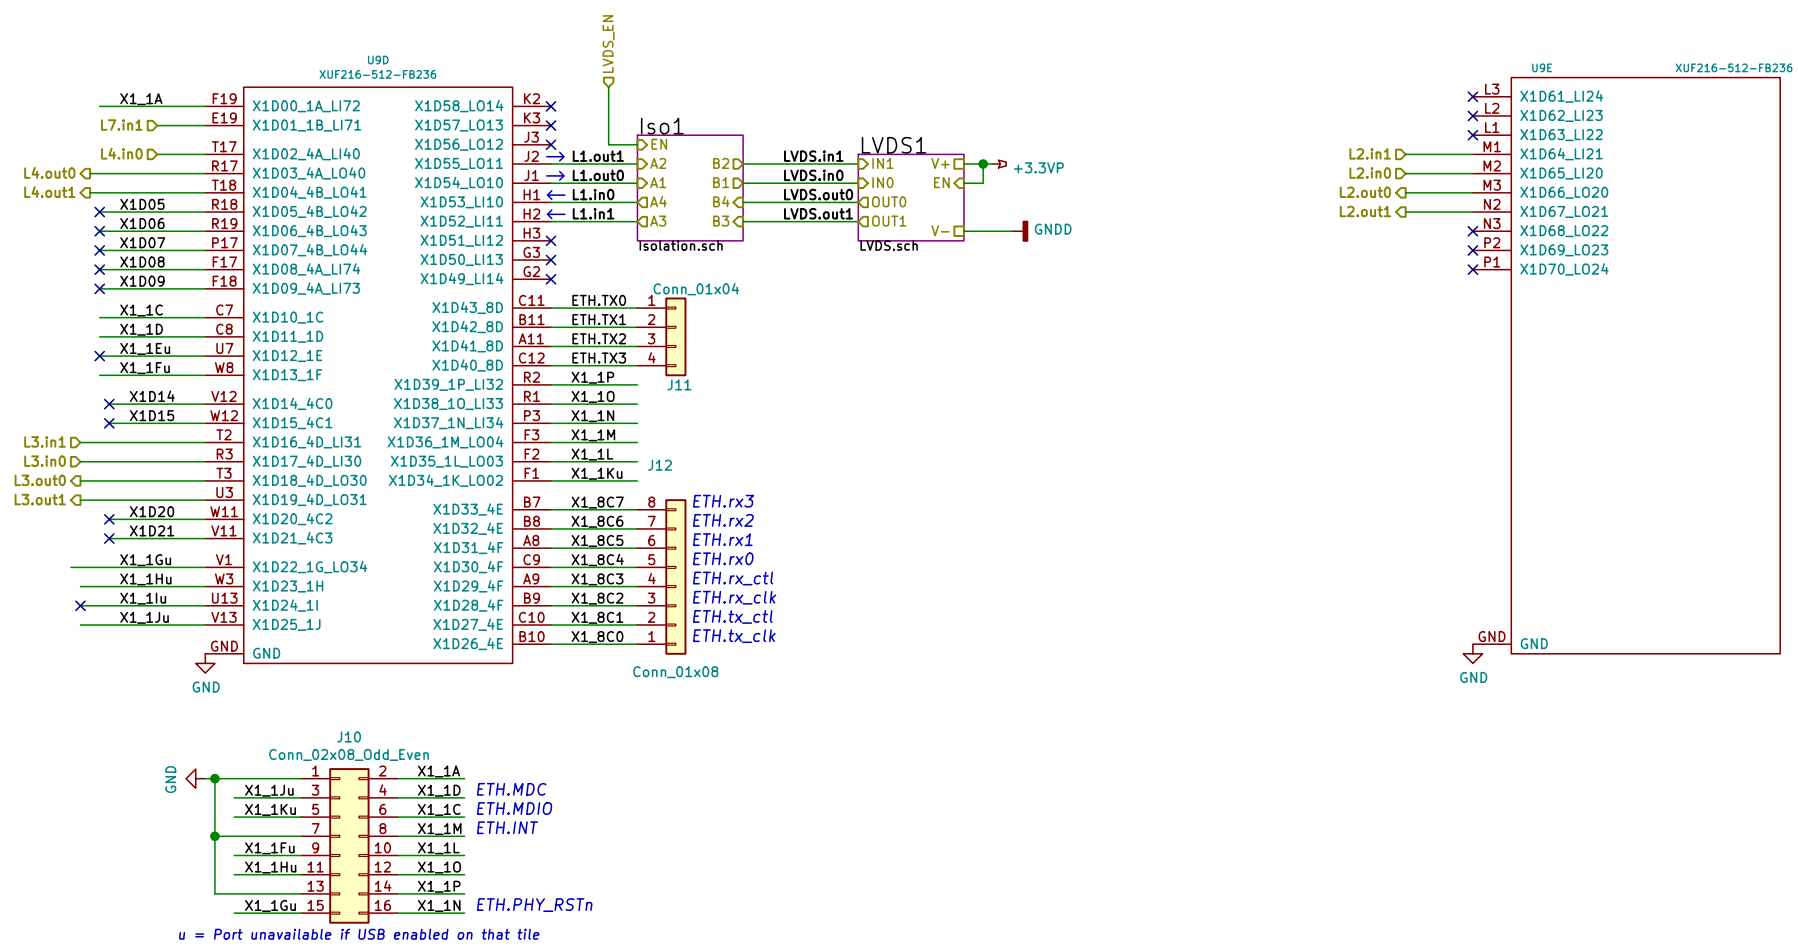 LVDS_EN
U9D
XUF216-512-FB236
X1_1A F19 X1D00_1A_LI72 X1D58_LO14 K2
L7.in1 E19 X1D01_1B_LI71 X1D57_LO13 K3
X1D56_LO12 J3
L4.in0 T17 X1D02_4A_LI40 X1D55_LO11 J2 L1.out1
L4.out0 R17 X1D03_4A_LO40 X1D54_LO10 J1 L1.out0
L4.out1 T18 X1D04_4B_LO41 X1D53_LI10 H1 L1.in0
X1D05 R18 X1D05_4B_LO42 X1D52_LI11 H2 L1.in1
X1D06 R19 X1D06_4B_LO43 X1D51_LI12 H3
X1D07 P17 X1D07_4B_LO44 X1D50_LI13 G3
X1D08 F17 X1D08_4A_LI74 X1D49_LI14 G2
X1D09 F18 X1D09_4A_LI73
X1_1C C7 X1D10_1C X1D43_8D C11 ETH.TX0 1
X1_1D C8 X1D11_1D X1D42_8D B11 ETH.TX1 2
X1_1Eu U7 X1D12_1E X1D41_8D A11 ETH.TX2 3
X1_1Fu W8 X1D13_1F X1D40_8D C12 ETH.TX3 4
X1D39_1P_LI32 R2 X1_1P
X1D14 V12 X1D14_4C0 X1D38_1O_LI33 R1 X1_1O
X1D15 W12 X1D15_4C1 X1D37_1N_LI34 P3 X1_1N
L3.in1 T2 X1D16_4D_LI31 X1D36_1M_LO04 F3 X1_1M
L3.in0 R3 X1D17_4D_LI30 X1D35_1L_LO03 F2 X1_1L
L3.out0 T3 X1D18_4D_LO30 X1D34_1K_LO02 F1 X1_1Ku
L3.out1 U3 X1D19_4D_LO31 X1D33_4E B7 X1_8C7 8 ETH.rx3
X1D20 W11 X1D20_4C2 X1D32_4E B8 X1_8C6 7 ETH.rx2
X1D21 V11 X1D21_4C3 X1D31_4F A8 X1_8C5 6 ETH.rx1
X1_1Gu V1 X1D22_1G_LO34 X1D30_4F C9 X1_8C4 5 ETH.rx0
X1_1Hu W3 X1D23_1H X1D29_4F A9 X1_8C3 4 ETH.rx_ctl
X1_1Iu U13 X1D24_1I X1D28_4F B9 X1_8C2 3 ETH.rx_clk
X1_1Ju V13 X1D25_1J X1D27_4E C10 X1_8C1 2 ETH.tx_ctl
X1D26_4E B10 X1_8C0 1 ETH.tx_clk
GND GND
GND
Conn_01x04
J11
J12
Conn_01x08
Iso1
EN
A2 B2 LVDS.in1
A1 B1 LVDS.in0
A4 B4 LVDS.out0
A3 B3 LVDS.out1
Isolation.sch
LVDS1
IN1 V+ +3.3VP
IN0 EN
OUT0
OUT1
V- GNDD
LVDS.sch
U9E XUF216-512-FB236
L3 X1D61_LI24
L2 X1D62_LI23
L1 X1D63_LI22
L2.in1 M1 X1D64_LI21
L2.in0 M2 X1D65_LI20
L2.out0 M3 X1D66_LO20
L2.out1 N2 X1D67_LO21
N3 X1D68_LO22
P2 X1D69_LO23
P1 X1D70_LO24
GND GND
GND
J10
Conn_02x08_Odd_Even
GND 1 2 X1_1A
X1_1Ju 3 4 X1_1D ETH.MDC
X1_1Ku 5 6 X1_1C ETH.MDIO
7 8 X1_1M ETH.INT
X1_1Fu 9 10 X1_1L
X1_1Hu 11 12 X1_1O
13 14 X1_1P
X1_1Gu 15 16 X1_1N ETH.PHY_RSTn
u = Port unavailable if USB enabled on that tile